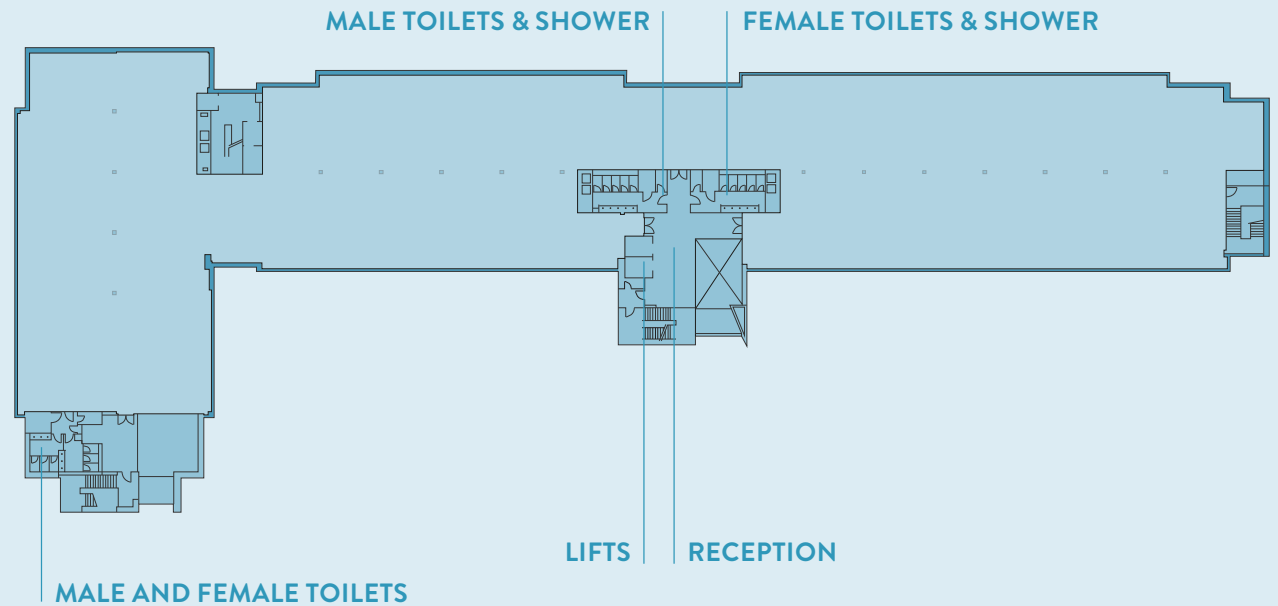 MALE TOILETS & SHOWER
FEMALE TOILETS & SHOWER
LIFTS
RECEPTION
MALE AND FEMALE TOILETS